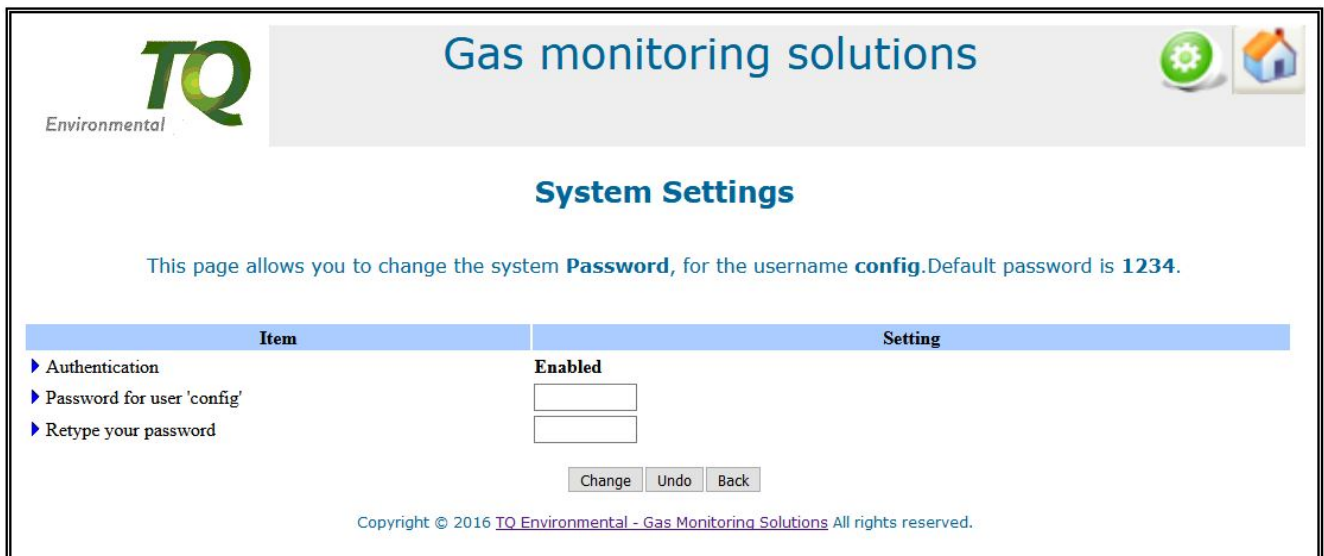 TQ
Environmental
Gas monitoring solutions
System Settings
This page allows you to change the system Password, for the username config.Default password is 1234.
Item Setting
Authentication Enabled
Password for user 'config'
Retype your password
Change Undo Back
Copyright © 2016 TQ Environmental - Gas Monitoring Solutions All rights reserved.